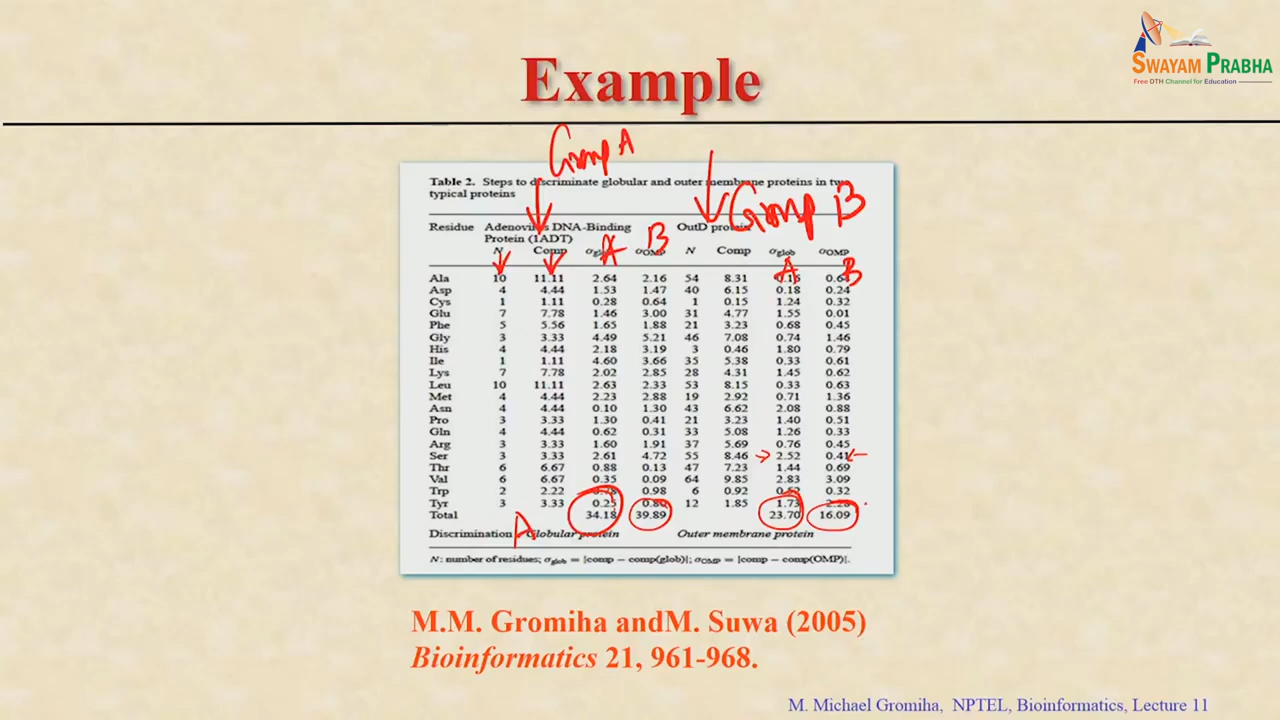 SWAYAM PRABHA
Free DTH Channel for Education
Example
Group A
Table 2. Steps to discriminate globular and outer membrane proteins in two
typical proteins
Group B
Residue Adenovirus DNA-Binding Protein (1ADT) OutD protein
A B A B
N Comp σglob σOMP N Comp σglob σOMP
Ala 10 11.11 2.64 2.16 54 8.31 0.16 0.64
Asp 4 4.44 1.53 1.47 40 6.15 0.18 0.24
Cys 1 1.11 0.28 0.64 1 0.15 1.24 0.32
Glu 7 7.78 1.46 3.00 31 4.77 1.55 0.01
Phe 5 5.56 1.65 1.88 21 3.23 0.68 0.45
Gly 3 3.33 4.49 5.21 46 7.08 0.74 1.46
His 4 4.44 2.18 3.19 3 0.46 1.80 0.79
Ile 1 1.11 4.60 3.66 35 5.38 0.33 0.61
Lys 7 7.78 2.02 2.85 28 4.31 1.45 0.62
Leu 10 11.11 2.63 2.33 53 8.15 0.33 0.63
Met 4 4.44 2.23 2.88 19 2.92 0.71 1.36
Asn 4 4.44 0.10 1.30 43 6.62 2.08 0.88
Pro 3 3.33 1.30 0.41 21 3.23 1.40 0.51
Gln 4 4.44 0.62 0.31 33 5.08 1.26 0.33
Arg 3 3.33 1.60 1.91 37 5.69 0.76 0.45
Ser 3 3.33 2.61 4.72 55 8.46 2.52 0.41
Thr 6 6.67 0.88 0.13 47 7.23 1.44 0.69
Val 6 6.67 0.35 0.09 64 9.85 2.83 3.09
Trp 2 2.22 0.98 6 0.92 0.32
Tyr 3 3.33 0.25 12 1.85 1.73
Total 34.18 39.89 23.70 16.09
A
Discrimination Globular protein Outer membrane protein
N: number of residues; σglob = |comp − comp(glob)|; σOMP = |comp − comp(OMP)|.
M.M. Gromiha andM. Suwa (2005)
Bioinformatics 21, 961-968.
M. Michael Gromiha, NPTEL, Bioinformatics, Lecture 11